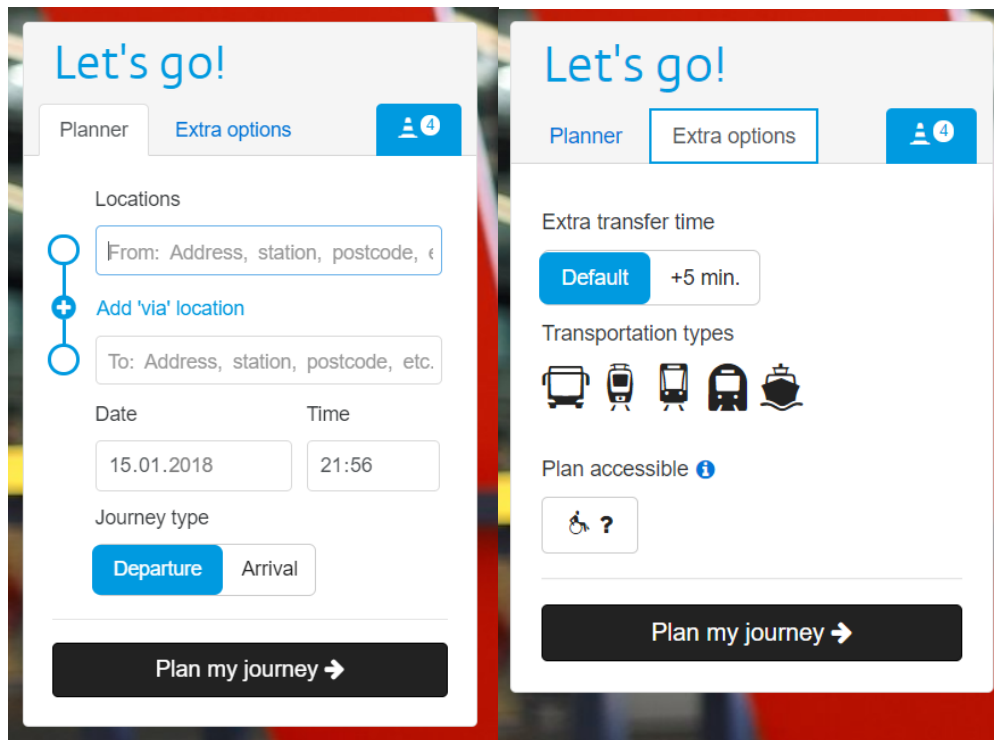 Let's go!
Planner Extra options 4
Locations
From: Address, station, postcode, e
Add 'via' location
To: Address, station, postcode, etc.
Date Time
15.01.2018 21:56
Journey type
Departure Arrival
Plan my journey
Let's go!
Planner Extra options 4
Extra transfer time
Default +5 min.
Transportation types
Plan accessible i
?
Plan my journey